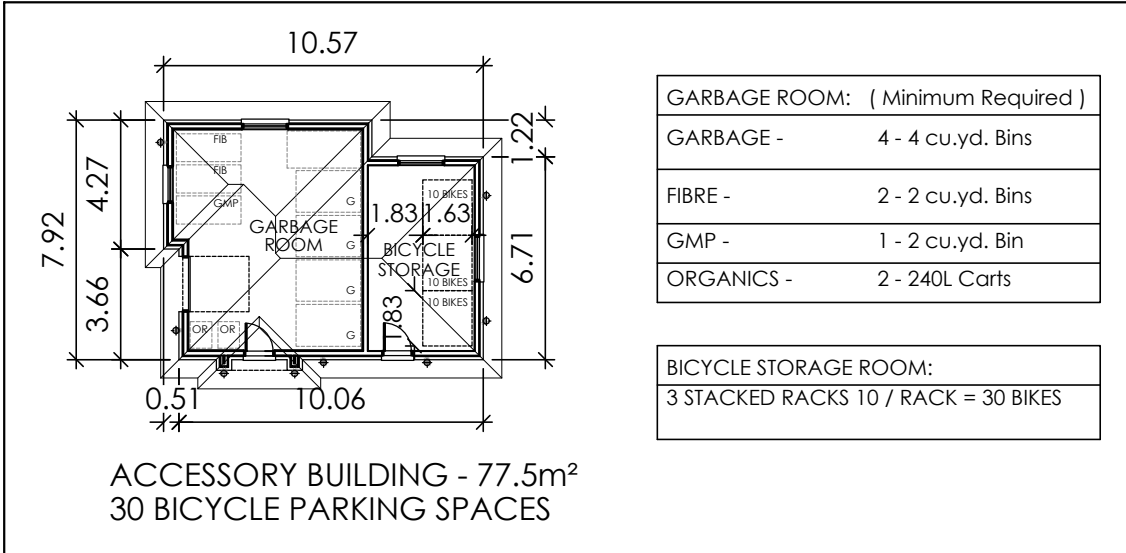 10.57
7.92
4.27
3.66
1.22
6.71
0.51
10.06
FIB
FIB
GMP
GARBAGE
ROOM
G
G
G
G
OR
OR
10 BIKES
1.83
1.63
BICYCLE
STORAGE
10 BIKES
10 BIKES
1.83
ACCESSORY BUILDING - 77.5m²
30 BICYCLE PARKING SPACES
GARBAGE ROOM: ( Minimum Required )
GARBAGE - 4 - 4 cu.yd. Bins
FIBRE - 2 - 2 cu.yd. Bins
GMP - 1 - 2 cu.yd. Bin
ORGANICS - 2 - 240L Carts
BICYCLE STORAGE ROOM:
3 STACKED RACKS 10 / RACK = 30 BIKES